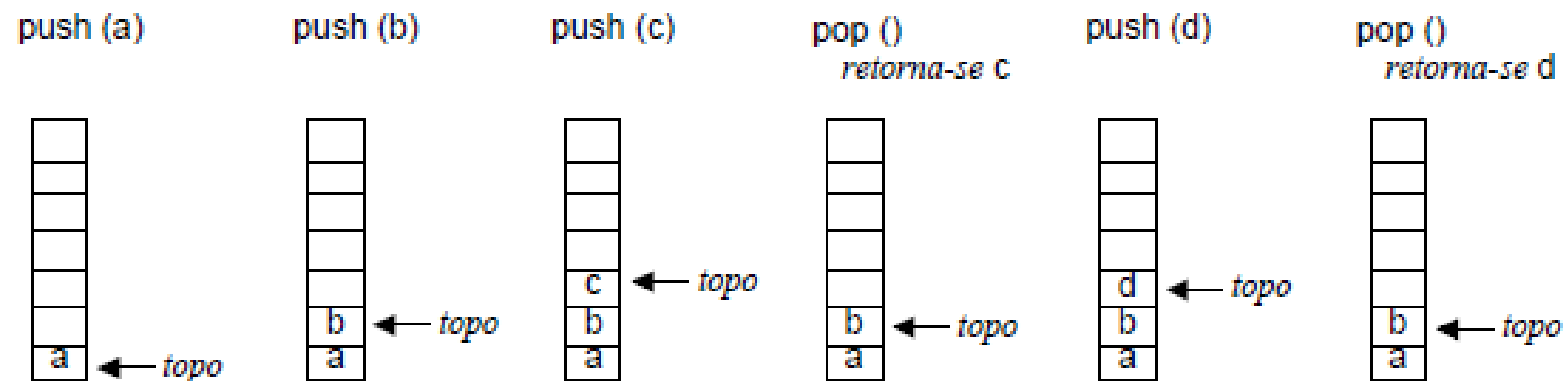 push (a)
push (b)
push (c)
pop ()
retorna-se c
push (d)
pop ()
retorna-se d
a
topo
b
topo
a
c
topo
b
a
b
topo
a
d
topo
b
a
b
topo
a